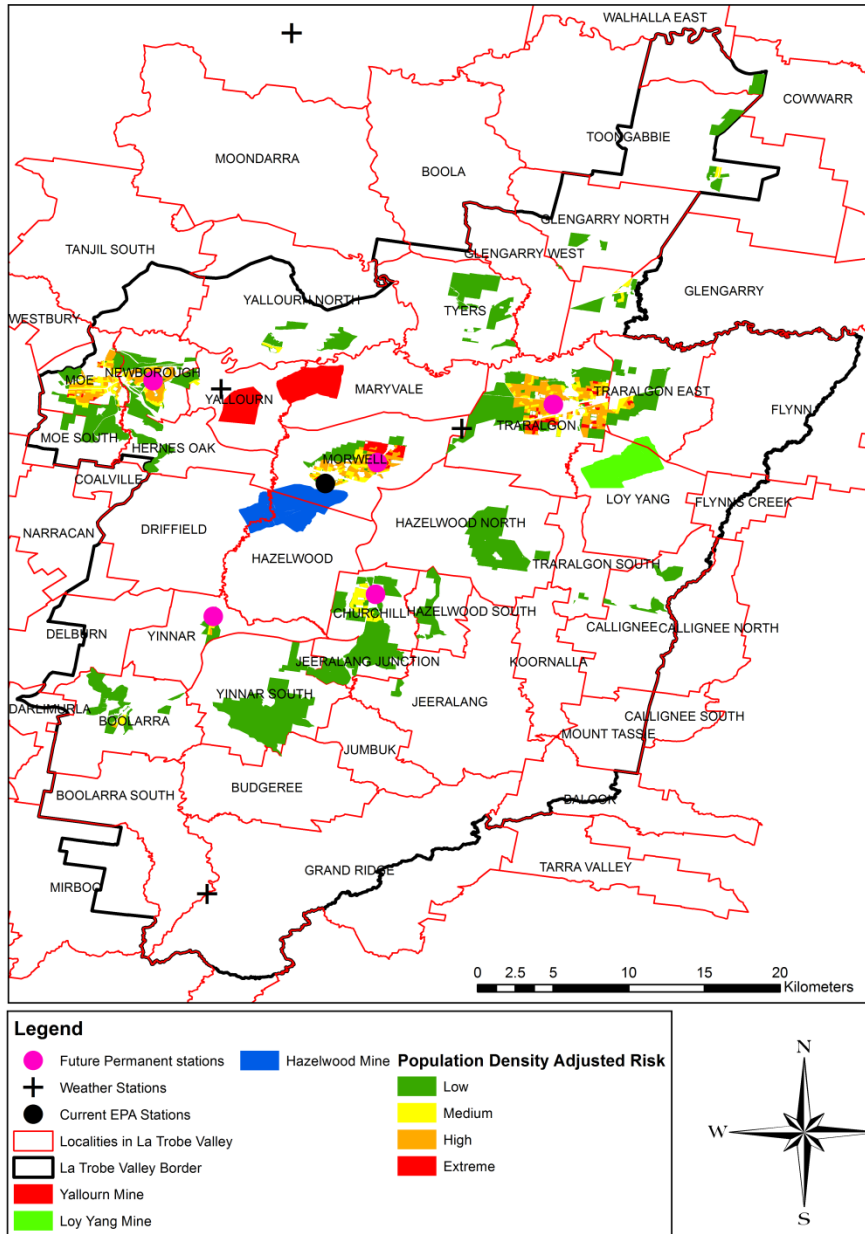 WALHALLA EAST
COWWARR
TOONGABBIE
MOONDARRA
BOOLA
GLENGARRY NORTH
TANJIL SOUTH
GLENGARRY WEST
GLENGARRY
YALLOURN NORTH
TYERS
WESTBURY
NEWBOROUGH
MOE
MARYVALE
YALLOURN
TRARALGON EAST
FLYNN
TRARALGON
MOE SOUTH
HERNES OAK
MORWELL
COALVILLE
LOY YANG
FLYNNS CREEK
NARRACAN
DRIFFIELD
HAZELWOOD NORTH
HAZELWOOD
TRARALGON SOUTH
CHURCHILL
HAZELWOOD SOUTH
DELBURN
YINNAR
CALLIGNEE
CALLIGNEE NORTH
JEERALANG JUNCTION
KOORNALLA
YINNAR SOUTH
JEERALANG
DARLIMURLA
BOOLARRA
CALLIGNEE SOUTH
MOUNT TASSIE
JUMBUK
BUDGEREE
BOOLARRA SOUTH
BALOOK
GRAND RIDGE
TARRA VALLEY
MIRBOO
0 2.5 5 10 15 20
Kilometers
Legend
Future Permanent stations
Weather Stations
Current EPA Stations
Localities in La Trobe Valley
La Trobe Valley Border
Yallourn Mine
Loy Yang Mine
Hazelwood Mine
Population Density Adjusted Risk
Low
Medium
High
Extreme
N
W
S